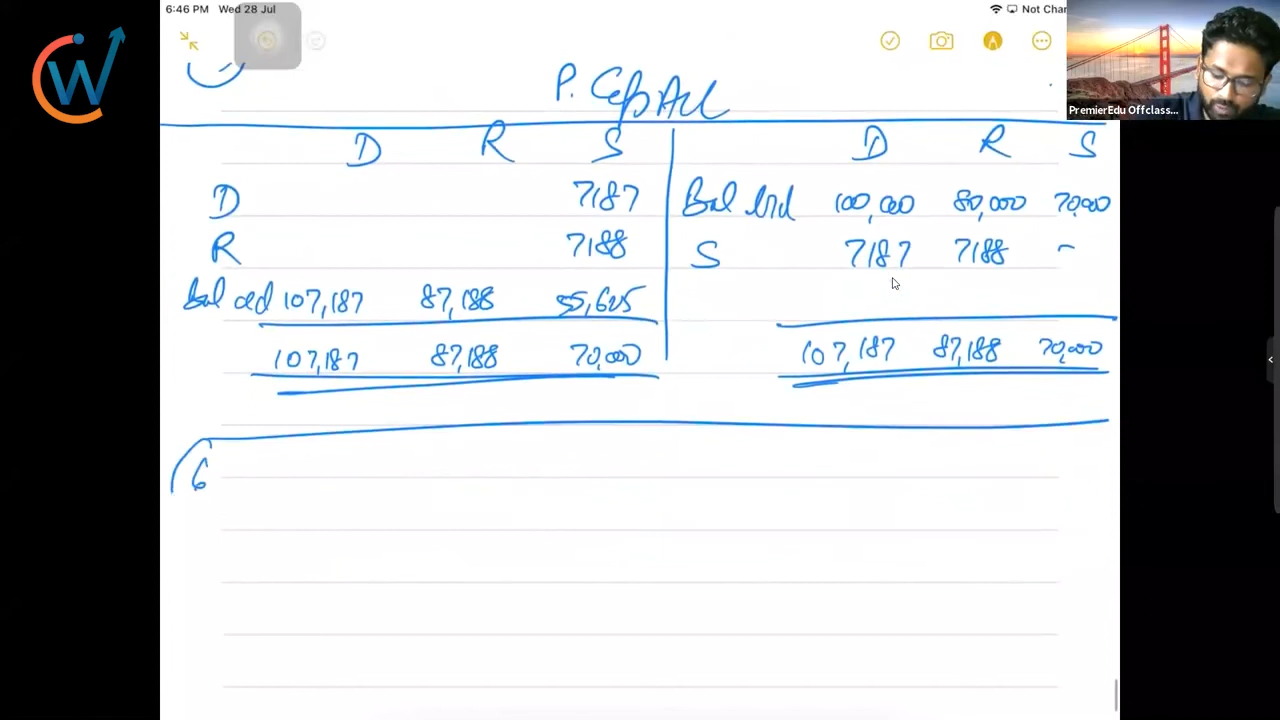 6:46 PM Wed 28 Jul
Not Char
W
PremierEdu Offclass...
P. Cap Acc
D R S D R S
D 7187 Bal b/d 100,000 80,000 70,000
R 7188 S 7187 7188 -
Bal c/d 107,187 87,188 55,625
107,187 87,188 70,000 107,187 87,188 70,000
6